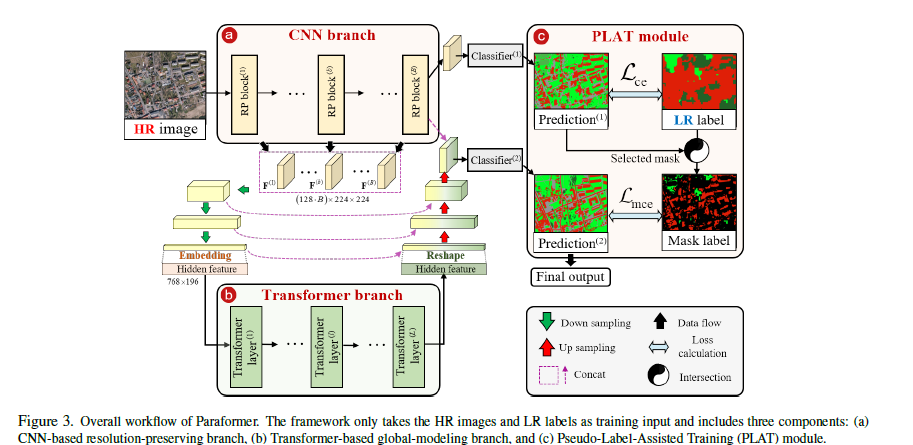 a CNN branch
c PLAT module
RP block(1)
RP block(b)
RP block(B)
Classifier(1)
ℒce
HR image
Prediction(1)
LR label
Selected mask
Classifier(2)
F(1) F(b) F(B)
(128·B)×224×224
ℒmce
Prediction(2)
Mask label
Embedding
Hidden feature
Reshape
Hidden feature
768×196
Final output
b Transformer branch
Transformer layer(1)
Transformer layer(l)
Transformer layer(L)
Down sampling
Data flow
Up sampling
Loss
calculation
Concat
Intersection
Figure 3. Overall workflow of Paraformer. The framework only takes the HR images and LR labels as training input and includes three components: (a)
CNN-based resolution-preserving branch, (b) Transformer-based global-modeling branch, and (c) Pseudo-Label-Assisted Training (PLAT) module.